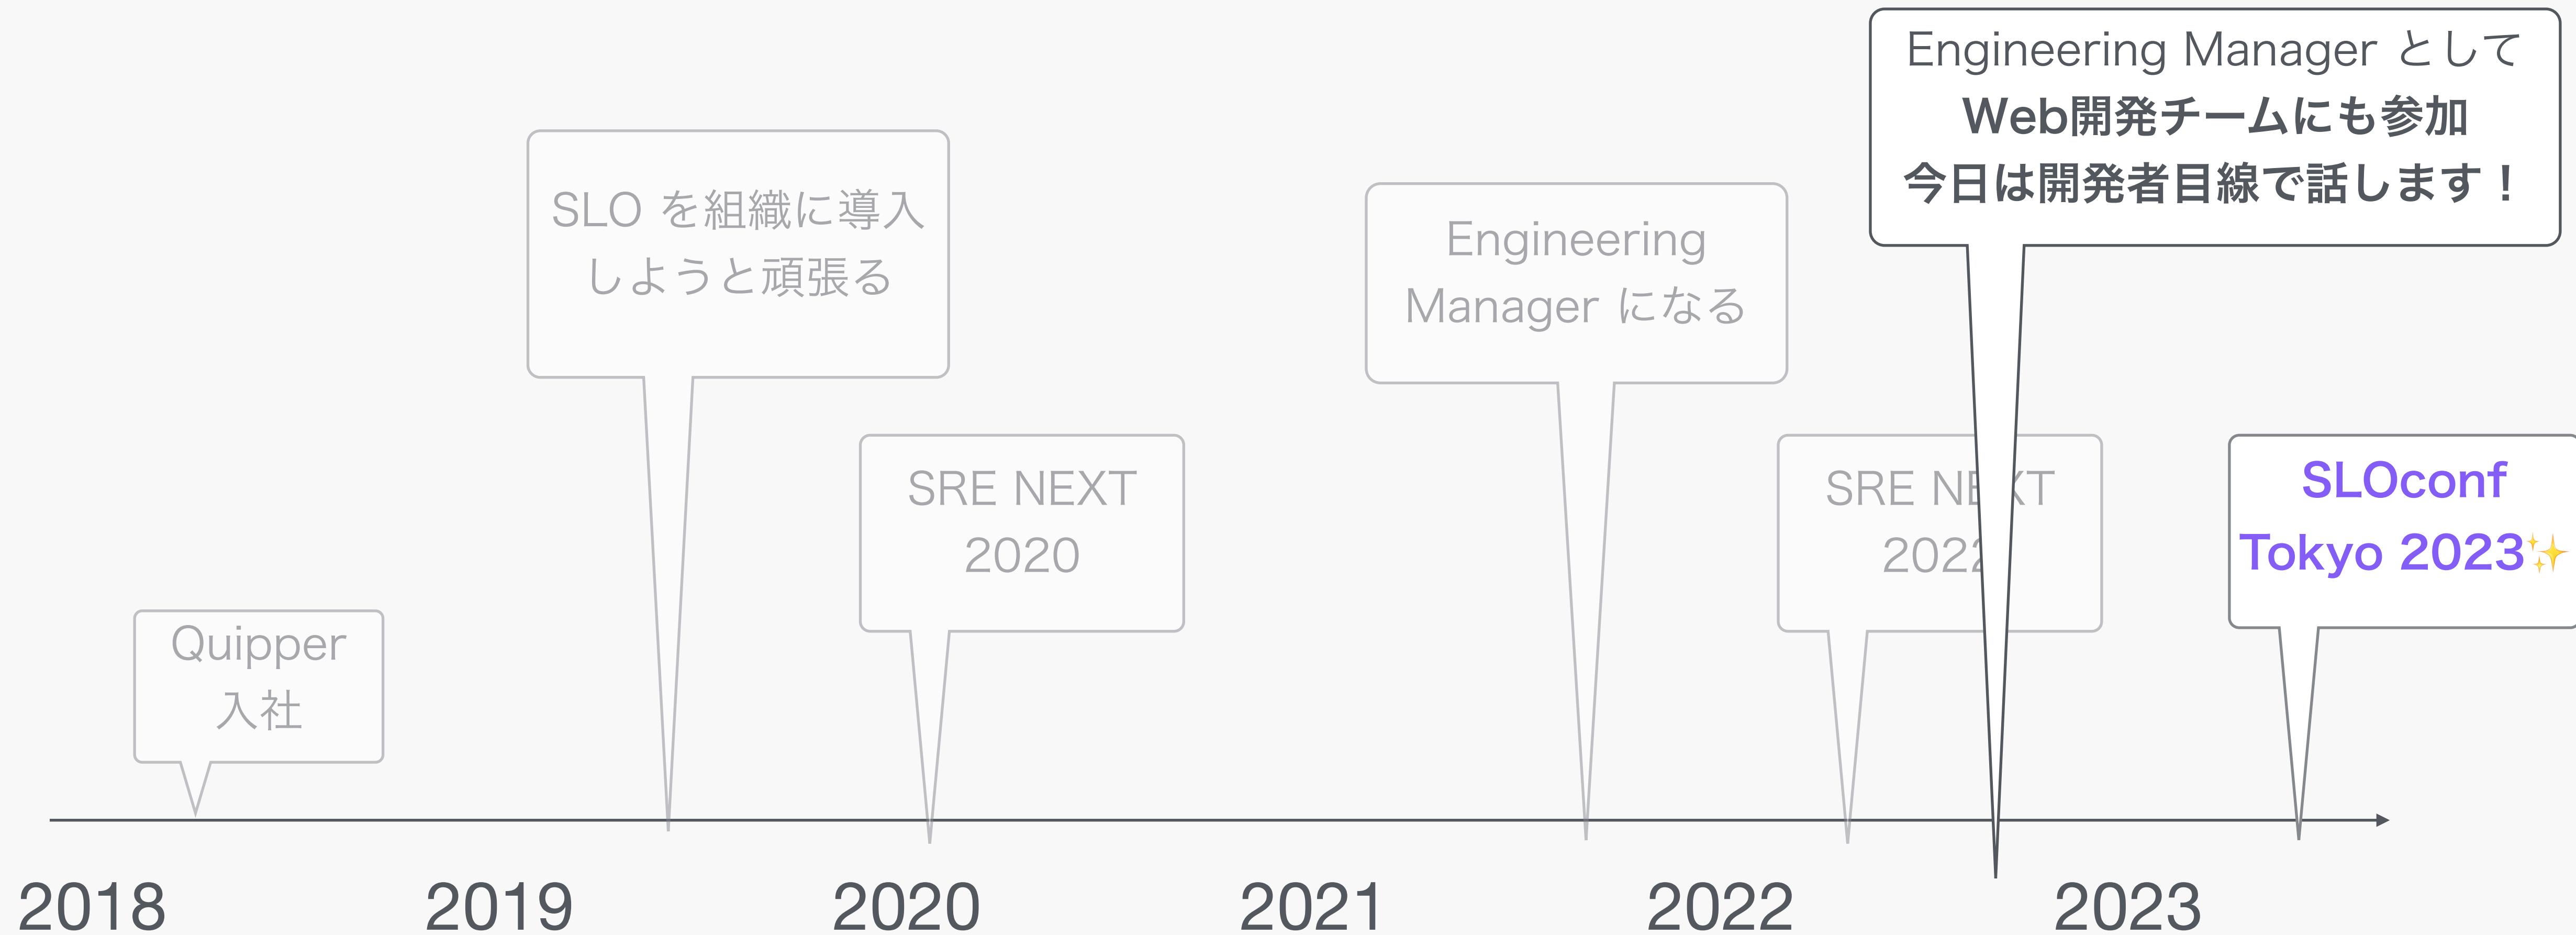 Engineering Manager として
Web開発チームにも参加
今日は開発者目線で話します！
SLO を組織に導入
しようと頑張る
Engineering
Manager になる
SRE NEXT
2020
SRE NEXT
2022
SLOconf
Tokyo 2023✨
Quipper
入社
2018
2019
2020
2021
2022
2023